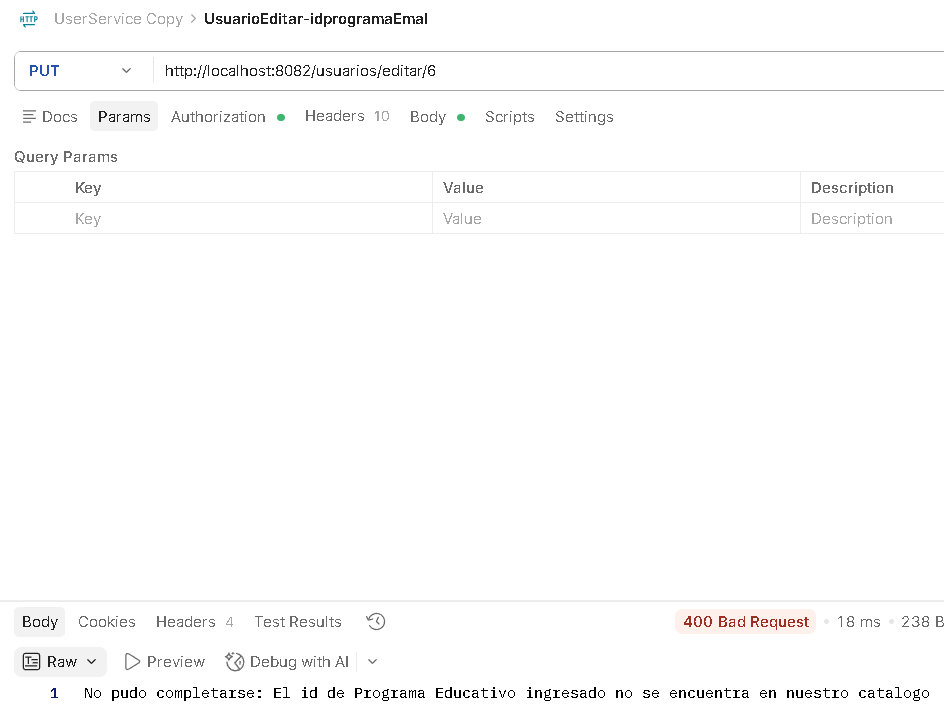 HTTP UserService Copy > UsuarioEditar-idprogramaEmal
PUT http://localhost:8082/usuarios/editar/6
Docs Params Authorization Headers 10 Body Scripts Settings
Query Params
Key Value Description
Key Value Description
Body Cookies Headers 4 Test Results 400 Bad Request • 18 ms • 238 B
Raw Preview Debug with AI
1 No pudo completarse: El id de Programa Educativo ingresado no se encuentra en nuestro catalogo